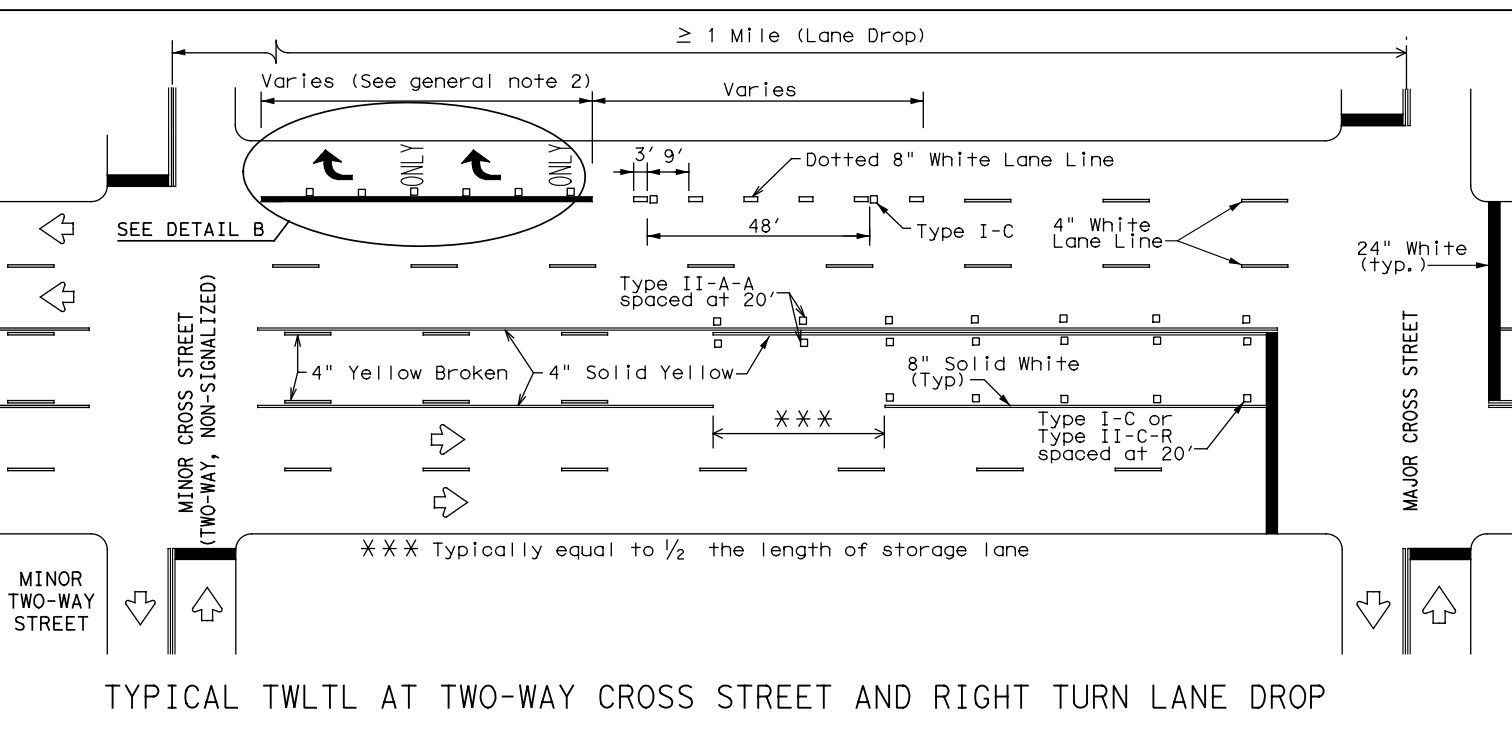 ≥ 1 Mile (Lane Drop)
Varies (See general note 2)
Varies
ONLY
ONLY
3' 9'
Dotted 8" White Lane Line
SEE DETAIL B
48'
Type I-C
4" White
Lane Line
24" White
(typ.)
Type II-A-A
spaced at 20'
MINOR CROSS STREET
(TWO-WAY, NON-SIGNALIZED)
4" Yellow Broken
4" Solid Yellow
8" Solid White
(Typ)
MAJOR CROSS STREET
***
Type I-C or
Type II-C-R
spaced at 20'
*** Typically equal to ½ the length of storage lane
MINOR
TWO-WAY
STREET
TYPICAL TWLTL AT TWO-WAY CROSS STREET AND RIGHT TURN LANE DROP